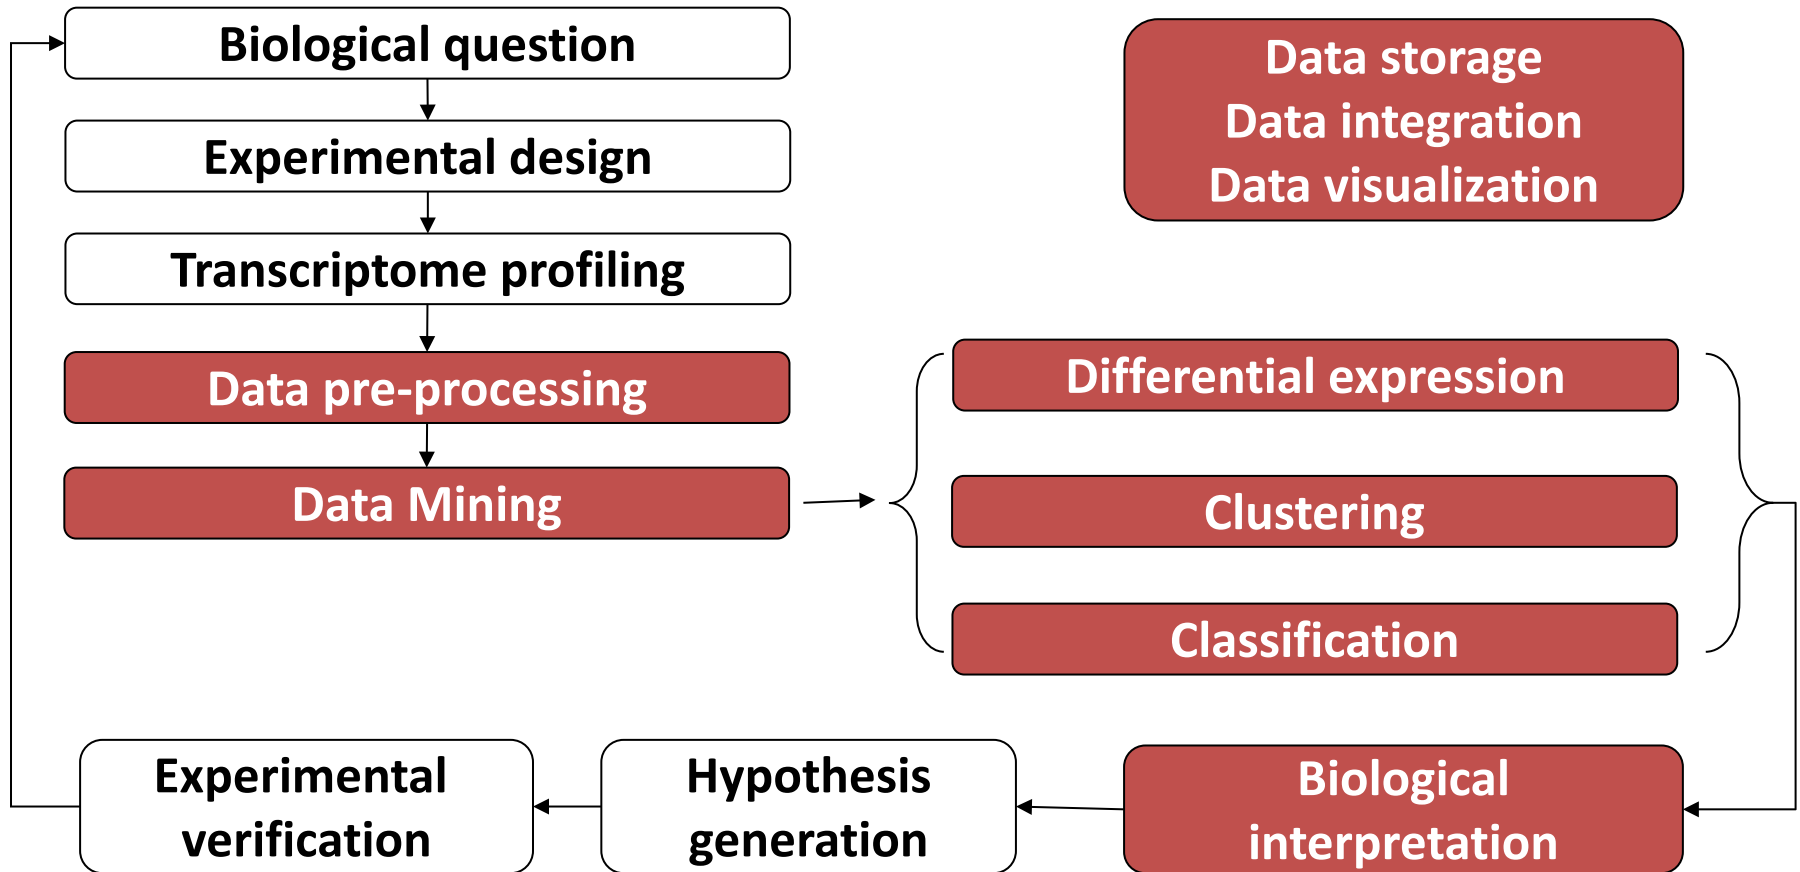 Biological question
Experimental design
Transcriptome profiling
Data pre-processing
Data Mining
Data storage
Data integration
Data visualization
Differential expression
Clustering
Classification
Biological
interpretation
Hypothesis
generation
Experimental
verification